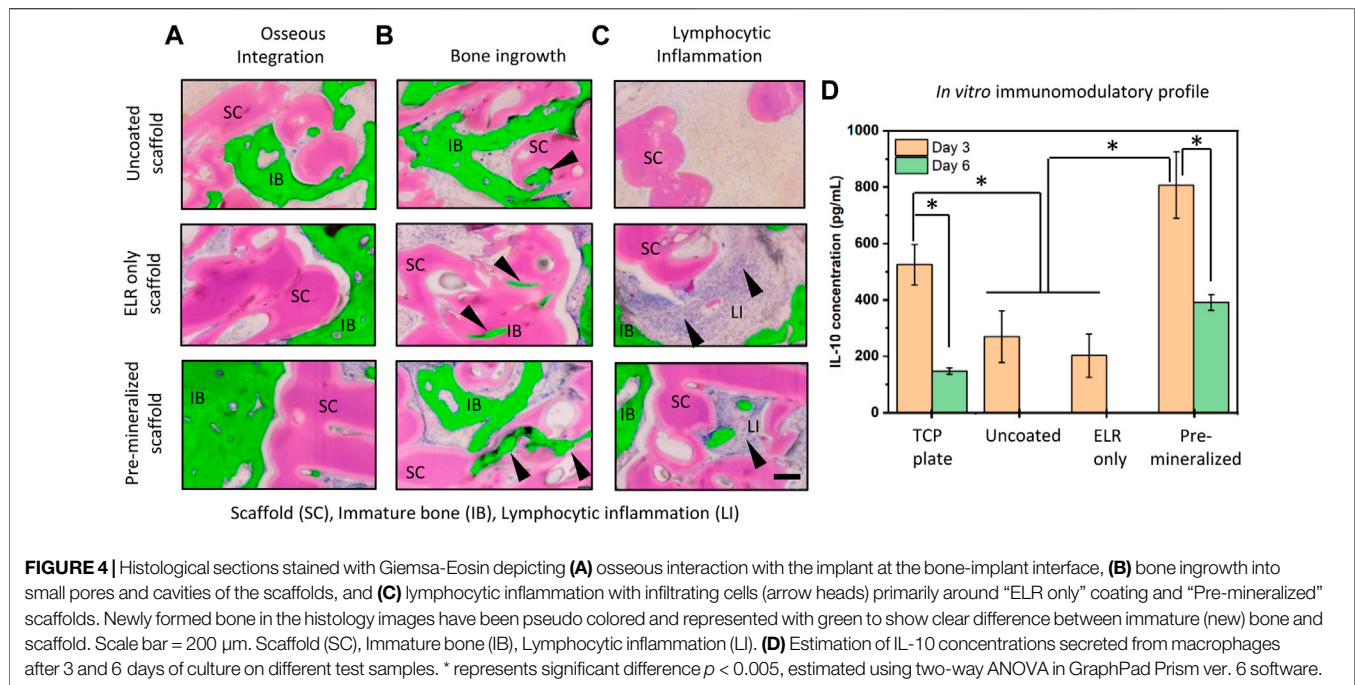 A
Osseous
Integration
B
Bone ingrowth
C
Lymphocytic
Inflammation
Uncoated
scaffold
SC
IB
IB
SC
SC
ELR only
scaffold
SC
IB
SC
IB
SC
LI
IB
Pre-mineralized
scaffold
IB
SC
IB
SC
SC
IB
LI
Scaffold (SC), Immature bone (IB), Lymphocytic inflammation (LI)
D
In vitro immunomodulatory profile
IL-10 concentration (pg/mL)
1000
800
600
400
200
0
Day 3
Day 6
*
*
*
*
TCP
plate
Uncoated
ELR
only
Pre-
mineralized
FIGURE 4 | Histological sections stained with Giemsa-Eosin depicting (A) osseous interaction with the implant at the bone-implant interface, (B) bone ingrowth into
small pores and cavities of the scaffolds, and (C) lymphocytic inflammation with infiltrating cells (arrow heads) primarily around “ELR only” coating and “Pre-mineralized”
scaffolds. Newly formed bone in the histology images have been pseudo colored and represented with green to show clear difference between immature (new) bone and
scaffold. Scale bar = 200 μm. Scaffold (SC), Immature bone (IB), Lymphocytic inflammation (LI). (D) Estimation of IL-10 concentrations secreted from macrophages
after 3 and 6 days of culture on different test samples. * represents significant difference p < 0.005, estimated using two-way ANOVA in GraphPad Prism ver. 6 software.